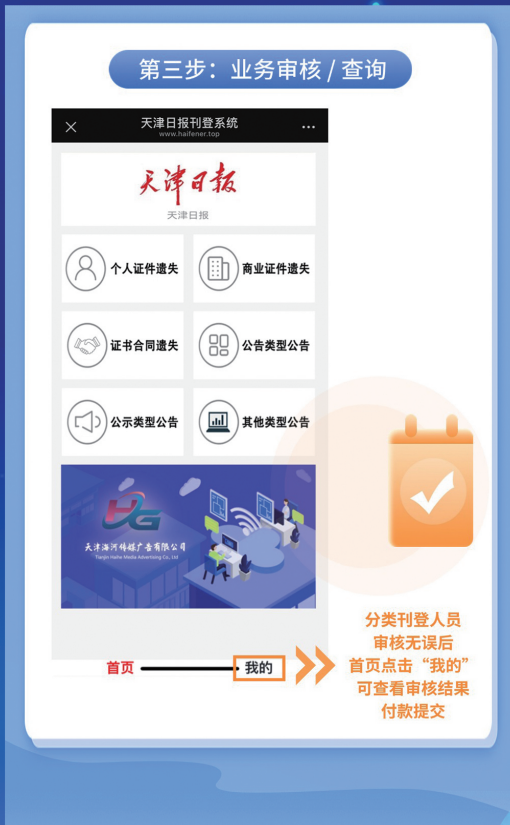 第三步：业务审核 / 查询
天津日报刊登系统
www.haifener.top
天津日报
天津日报
个人证件遗失
商业证件遗失
证书合同遗失
公告类型公告
公示类型公告
其他类型公告
HG
天津海河传媒广告有限公司
Tianjin Haihe Media Advertising Co., Ltd
首页
我的
分类刊登人员
审核无误后
首页点击“我的”
可查看审核结果
付款提交